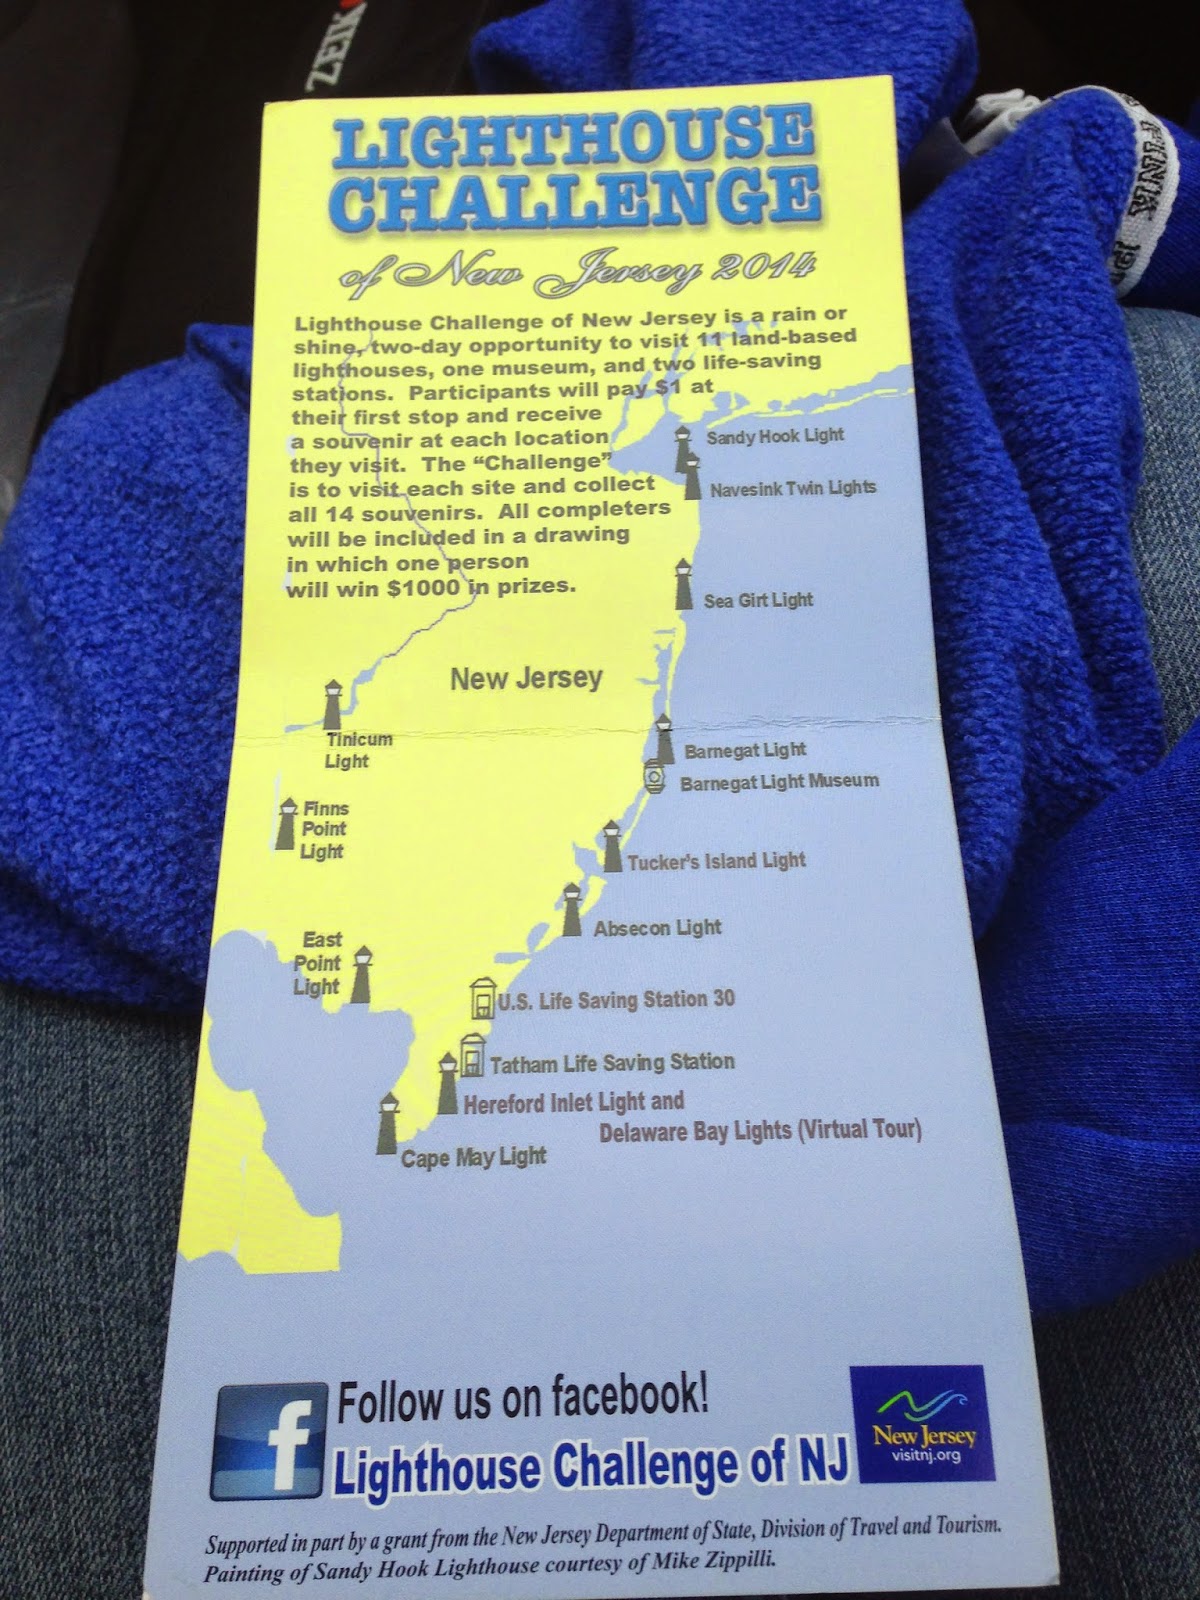 ZEIK
LIGHTHOUSE
CHALLENGE
of New Jersey 2014
Lighthouse Challenge of New Jersey is a rain or
shine, two-day opportunity to visit 11 land-based
lighthouses, one museum, and two life-saving
stations. Participants will pay $1 at
their first stop and receive
a souvenir at each location
they visit. The "Challenge"
is to visit each site and collect
all 14 souvenirs. All completers
will be included in a drawing
in which one person
will win $1000 in prizes.
Sandy Hook Light
Navesink Twin Lights
Sea Girt Light
New Jersey
Tinicum
Light
Barnegat Light
Barnegat Light Museum
Finns
Point
Light
Tucker's Island Light
Absecon Light
East
Point
Light
U.S. Life Saving Station 30
Tatham Life Saving Station
Hereford Inlet Light and
Delaware Bay Lights (Virtual Tour)
Cape May Light
f
Follow us on facebook!
Lighthouse Challenge of NJ
New Jersey
visitnj.org
Supported in part by a grant from the New Jersey Department of State, Division of Travel and Tourism.
Painting of Sandy Hook Lighthouse courtesy of Mike Zippilli.